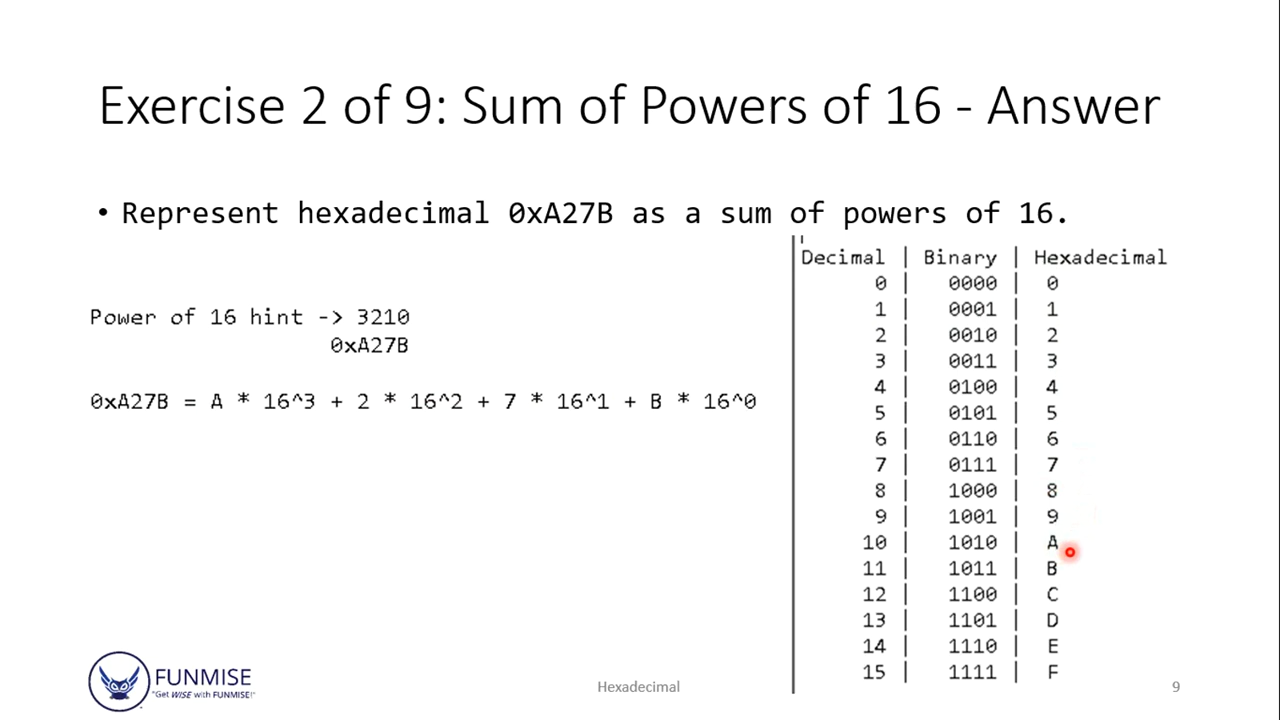 Exercise 2 of 9: Sum of Powers of 16 - Answer
• Represent hexadecimal 0xA27B as a sum of powers of 16.
Power of 16 hint -> 3210
0xA27B
0xA27B = A * 16^3 + 2 * 16^2 + 7 * 16^1 + B * 16^0
Decimal | Binary | Hexadecimal
0 | 0000 | 0
1 | 0001 | 1
2 | 0010 | 2
3 | 0011 | 3
4 | 0100 | 4
5 | 0101 | 5
6 | 0110 | 6
7 | 0111 | 7
8 | 1000 | 8
9 | 1001 | 9
10 | 1010 | A
11 | 1011 | B
12 | 1100 | C
13 | 1101 | D
14 | 1110 | E
15 | 1111 | F
FUNMISE
"Get WISE with FUNMISE!"
Hexadecimal
9